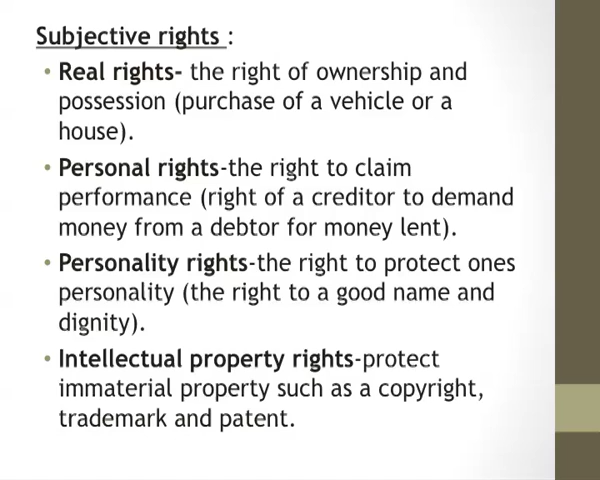 Subjective rights :
• Real rights- the right of ownership and
possession (purchase of a vehicle or a
house).
• Personal rights-the right to claim
performance (right of a creditor to demand
money from a debtor for money lent).
• Personality rights-the right to protect ones
personality (the right to a good name and
dignity).
• Intellectual property rights-protect
immaterial property such as a copyright,
trademark and patent.